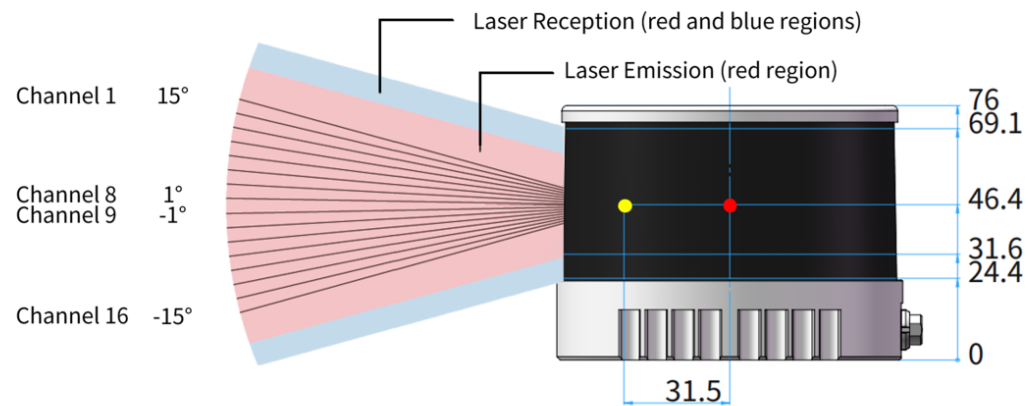 Laser Reception (red and blue regions)
Laser Emission (red region)
Channel 1 15°
Channel 8 1°
Channel 9 -1°
Channel 16 -15°
76
69.1
46.4
31.6
24.4
0
31.5